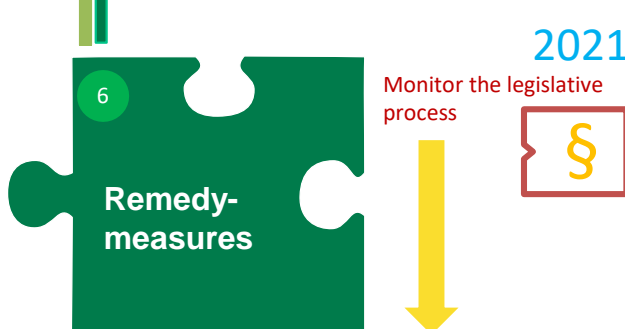 2021
Monitor the legislative
process
6
§
Remedy-
measures